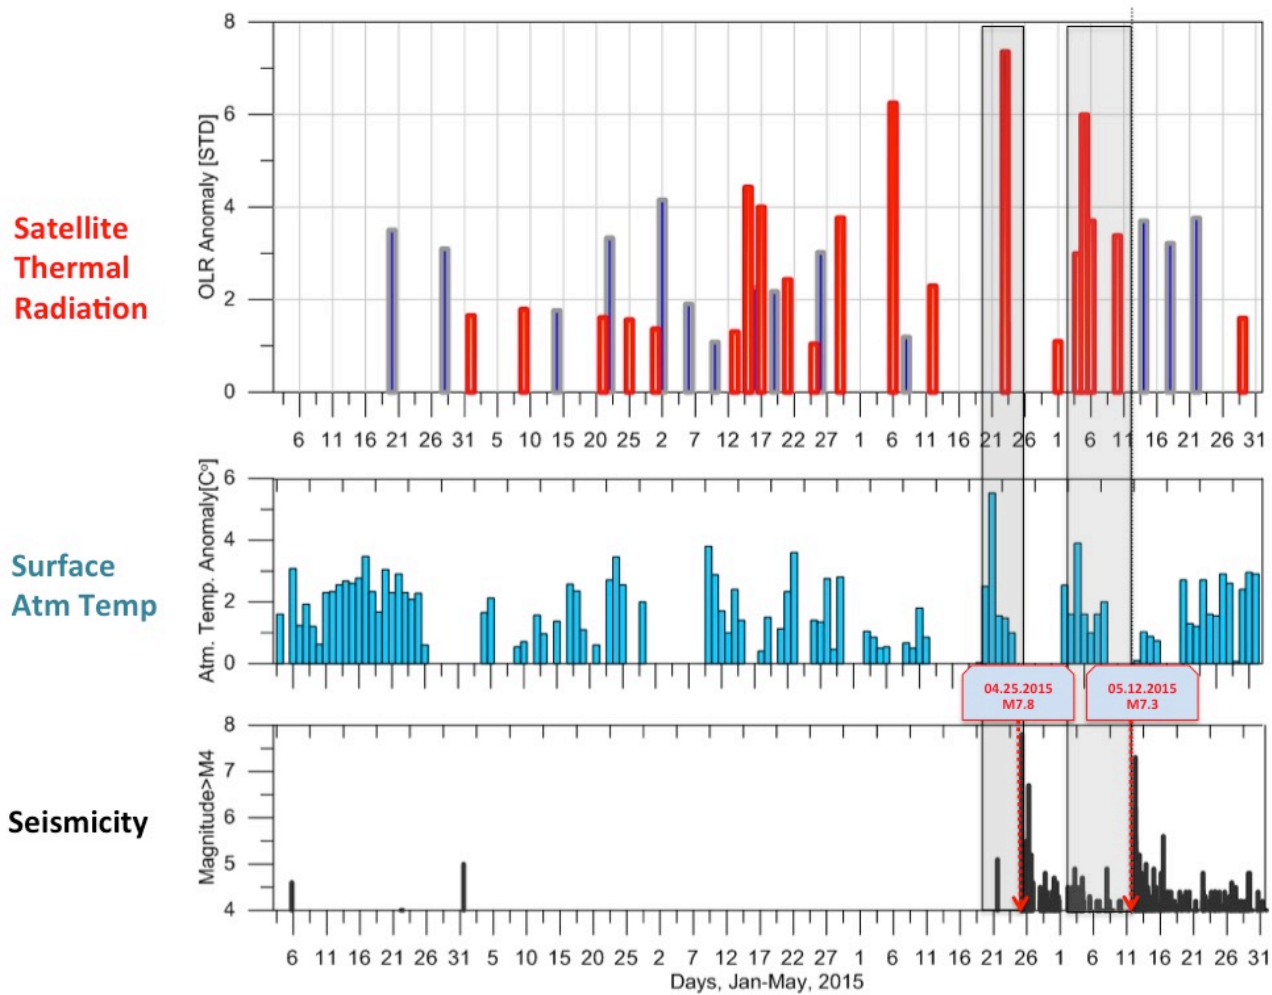 8
6
4
2
0
OLR Anomaly [STD]
Satellite
Thermal
Radiation
6 11 16 21 26 31 5 10 15 20 25 2 7 12 17 22 27 1 6 11 16 21 26 1 6 11 16 21 26 31
6
4
2
0
Atm. Temp. Anomaly[Cº]
Surface
Atm Temp
04.25.2015
M7.8
05.12.2015
M7.3
8
7
6
5
4
Magnitude>M4
Seismicity
6 11 16 21 26 31 5 10 15 20 25 2 7 12 17 22 27 1 6 11 16 21 26 1 6 11 16 21 26 31
Days, Jan-May, 2015